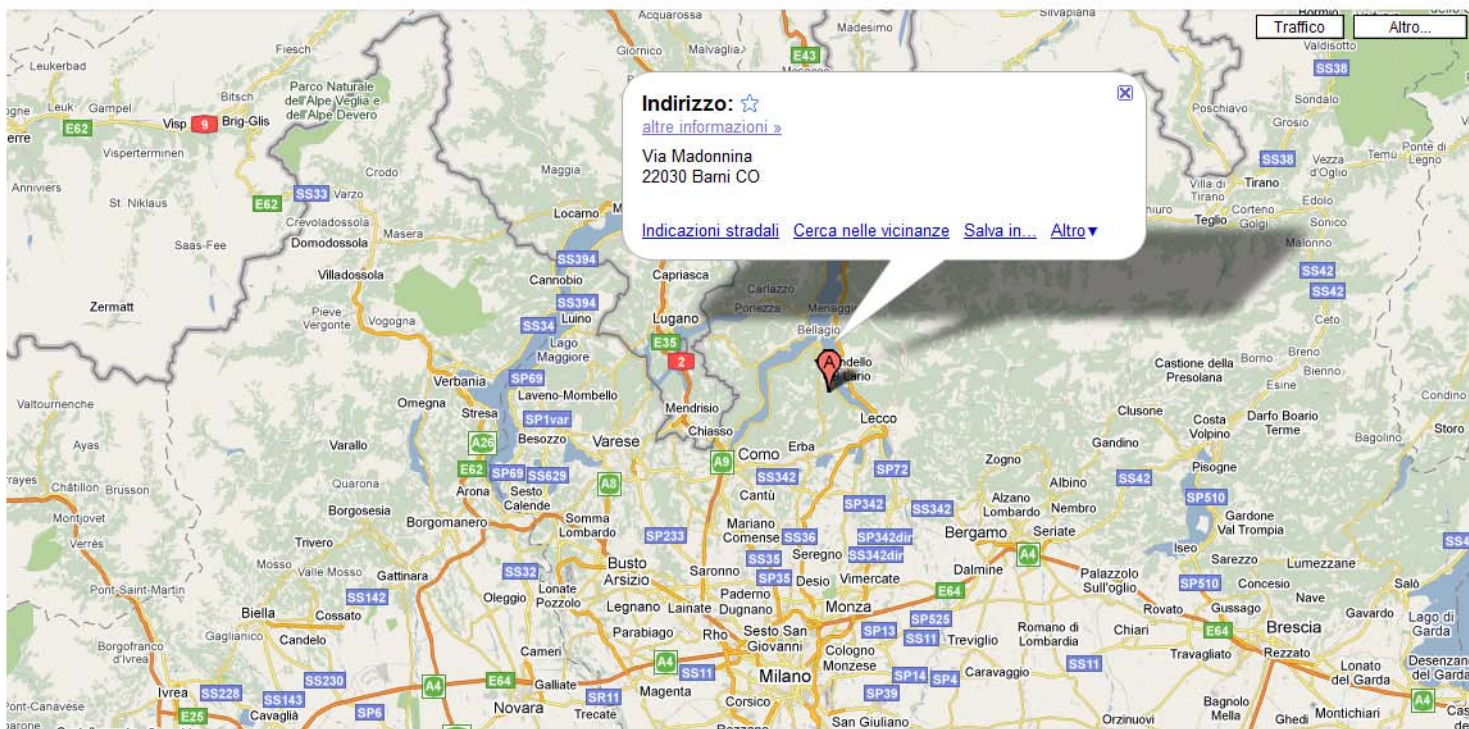 Acquarossa
Silvaplana
Bormio
Traffico
Altro...
Fiesch
Leukerbad
Giornico
Malvaglia
E43
Madesimo
Valdisotto
SS38
Parco Naturale
dell'Alpe Veglia e
dell'Alpe Devero
Bitsch
Leuk
Gampel
E62
Visp
9
Brig-Glis
Visperterminen
Indirizzo:
altre informazioni »
Via Madonnina
22030 Barni CO
Indicazioni stradali Cerca nelle vicinanze Salva in... Altro▼
Sondalo
Poschiavo
Grosio
SS38
Vezza
d'Oglio
Temù
Ponte di
Legno
Crodo
Maggia
Anniviers
St. Niklaus
E62
SS33
Varzo
Villa di
Tirano
Tirano
Edolo
Locarno
Teglio
Corteno
Golgi
Sonico
Crevoladossola
Masera
Saas-Fee
Domodossola
Malonno
SS394
SS42
Villadossola
Cannobio
Capriasca
Carlazzo
SS42
Zermatt
SS394
Porlezza
Menaggio
Pieve
Vergonte
Vogogna
SS34
Luino
Lugano
Bellagio
Ceto
Lago
Maggiore
E35
2
A
Castione della
Presolana
Borno
Breno
Bienno
Verbania
SP69
Esine
Valtournenche
Omegna
Laveno-Mombello
Mendrisio
Condino
Stresa
SP1var
Lecco
Clusone
Costa
Volpino
Darfo Boario
Terme
Ayas
Varallo
A26
Besozzo
Varese
Chiasso
Erba
Gandino
Bagolino
Storo
E62
SP69
SS629
A9
Como
SS342
SP72
Zogno
Pisogne
Châtillon
Brusson
Quarona
Arona
Sesto
Calende
A8
Cantù
Albino
SS42
SP510
Borgosesia
Borgomanero
Somma
Lombardo
SP342
SS342
Alzano
Lombardo
Nembro
Gardone
Val Trompia
Montjovet
Mariano
Comense
SS36
SP342dir
Bergamo
Seriate
Verrès
Trivero
SP233
SS35
Seregno
SS342dir
A4
Iseo
Sarezzo
Lumezzane
Mosso
Valle Mosso
Gattinara
SS32
Busto
Arsizio
Saronno
SP35
Desio
Vimercate
Dalmine
Palazzolo
Sull'oglio
SP510
Concesio
Salò
Pont-Saint-Martin
SS142
Oleggio
Lonate
Pozzolo
Paderno
Dugnano
E64
Nave
Biella
Cossato
Legnano
Lainate
Monza
Rovato
Gussago
Gavardo
Lago di
Garda
Gaglianico
Candelo
Parabiago
Rho
Sesto San
Giovanni
SP13
SP525
SS11
Treviglio
Romano di
Lombardia
Chiari
E64
Brescia
Borgofranco
d'Ivrea
Cameri
A4
SS11
Cologno
Monzese
Travagliato
Rezzato
Ivrea
SS228
SS230
A4
E64
Galliate
Magenta
Milano
SP14
SP4
Caravaggio
SS11
Lonato
del Garda
Desenzano
del Garda
SS143
Novara
SR11
Trecate
Corsico
SP39
Bagnolo
Mella
Montichiari
A4
E25
Cavaglià
SP6
San Giuliano
Orzinuovi
Ghedi